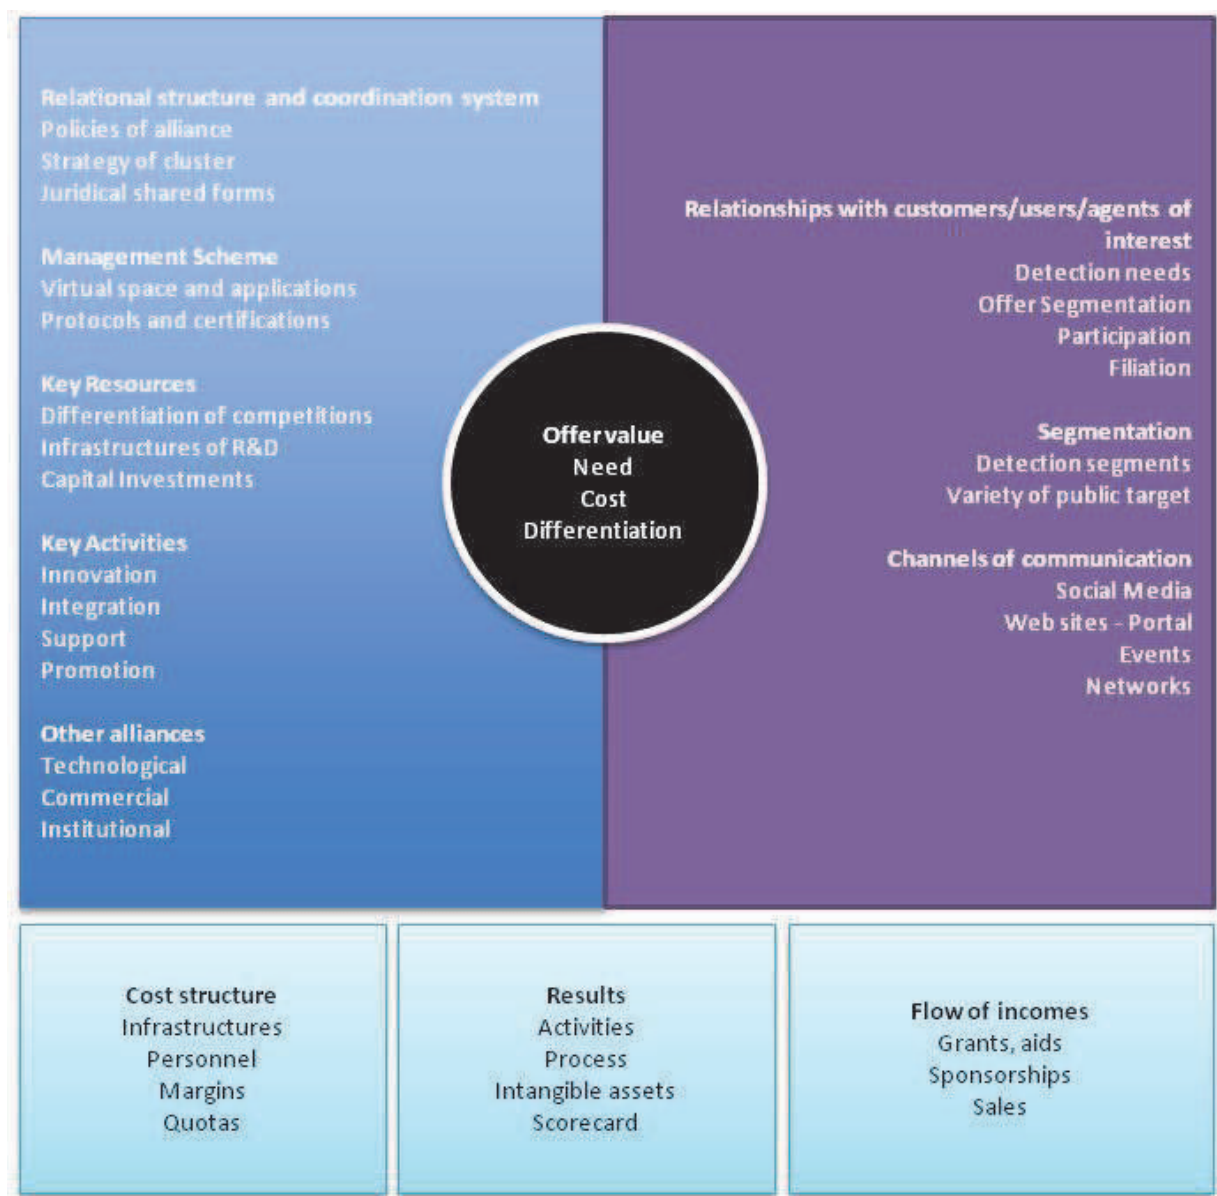 Relational structure and coordination system
Policies of alliance
Strategy of cluster
Juridical shared forms
Management Scheme
Virtual space and applications
Protocols and certifications
Key Resources
Differentiation of competitions
Infrastructures of R&D
Capital Investments
Key Activities
Innovation
Integration
Support
Promotion
Other alliances
Technological
Commercial
Institutional
Offer value
Need
Cost
Differentiation
Relationships with customers/users/agents of
interest
Detection needs
Offer Segmentation
Participation
Filiation
Segmentation
Detection segments
Variety of public target
Channels of communication
Social Media
Web sites - Portal
Events
Networks
Cost structure
Infrastructures
Personnel
Margins
Quotas
Results
Activities
Process
Intangible assets
Scorecard
Flow of incomes
Grants, aids
Sponsorships
Sales